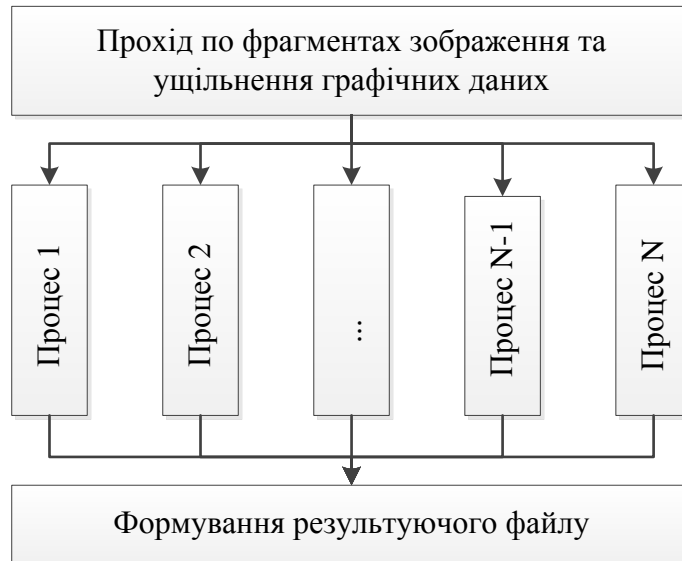 Прохід по фрагментах зображення та
ущільнення графічних даних
Процес 1
Процес 2
...
Процес N-1
Процес N
Формування результуючого файлу